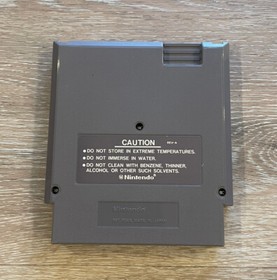 CAUTION
REV-A
• DO NOT STORE IN EXTREME TEMPERATURES.
• DO NOT IMMERSE IN WATER.
• DO NOT CLEAN WITH BENZENE, THINNER,
ALCOHOL OR OTHER SUCH SOLVENTS.
Nintendo®